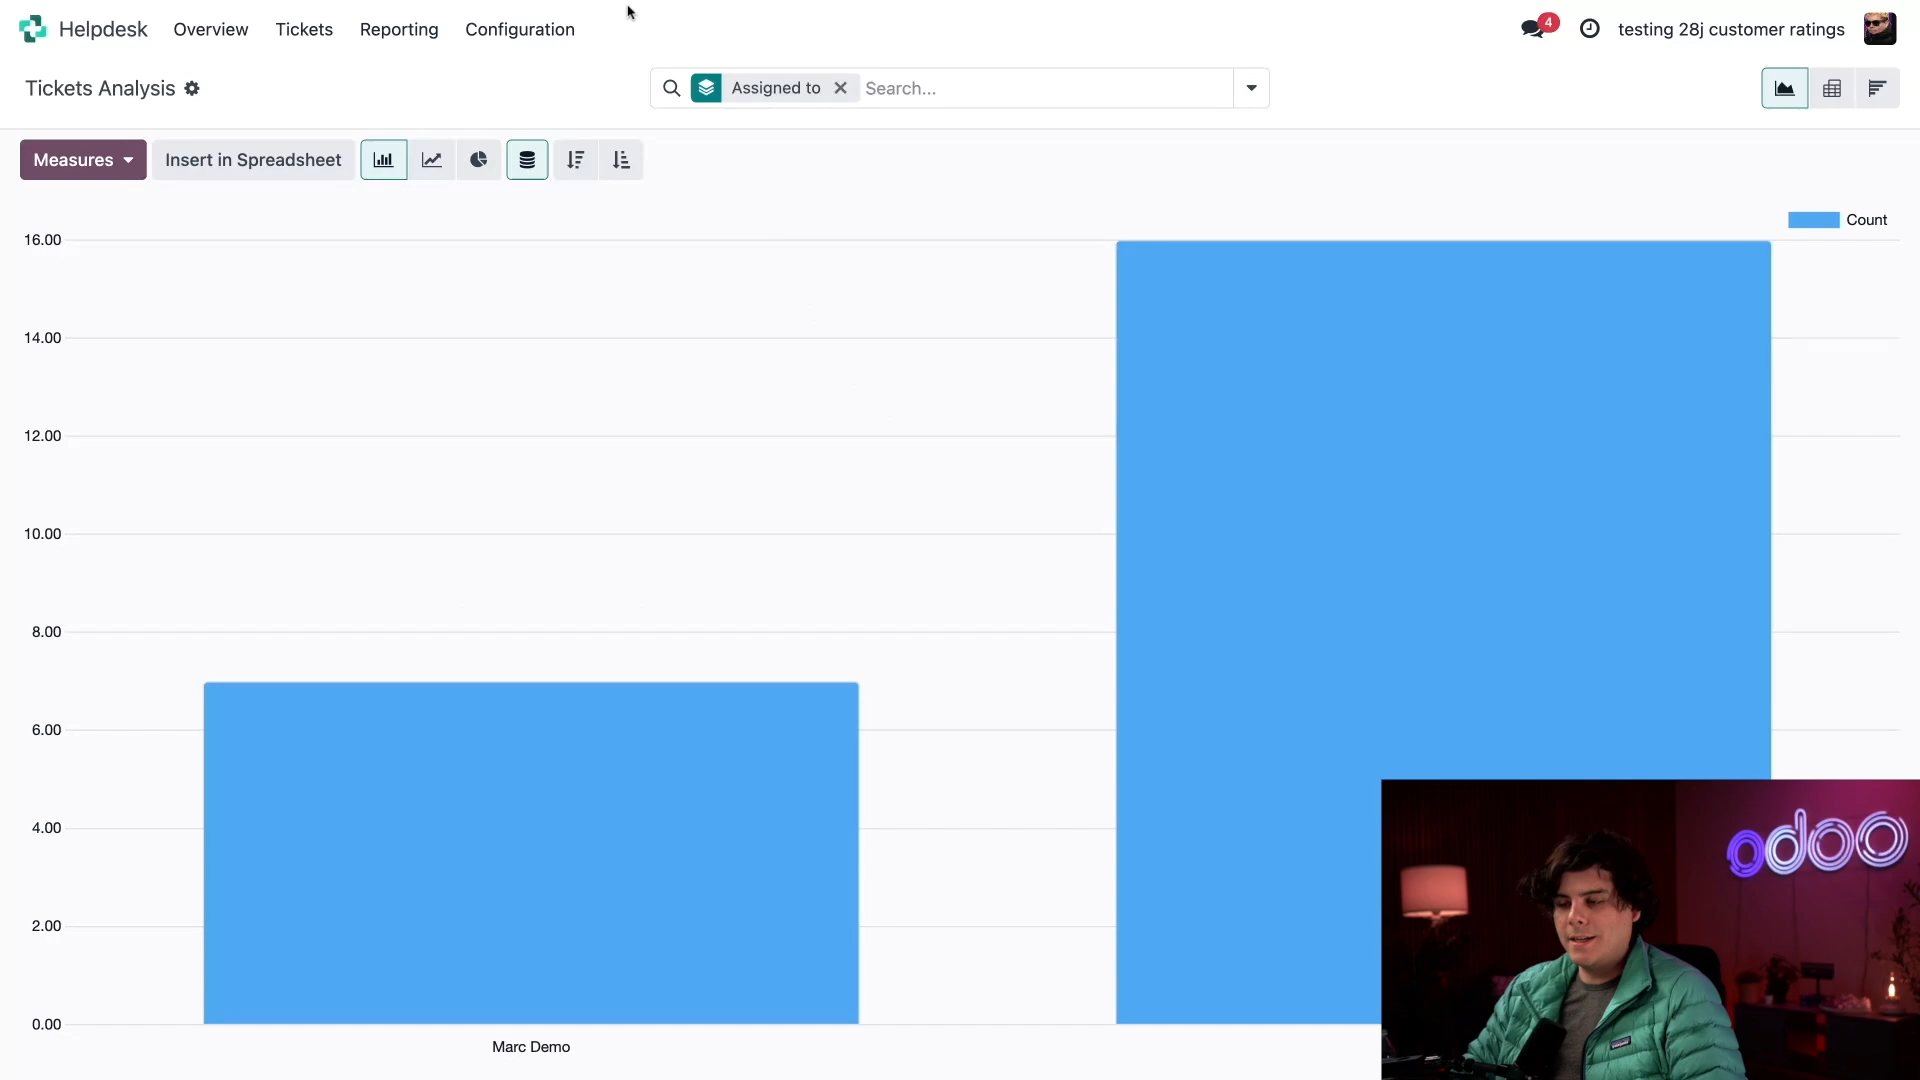 Helpdesk
Overview
Tickets
Reporting
Configuration
4
testing 28j customer ratings
Tickets Analysis
Assigned to
Search...
Measures
Insert in Spreadsheet
Count
16.00
14.00
12.00
10.00
8.00
6.00
4.00
2.00
0.00
Marc Demo
odoo